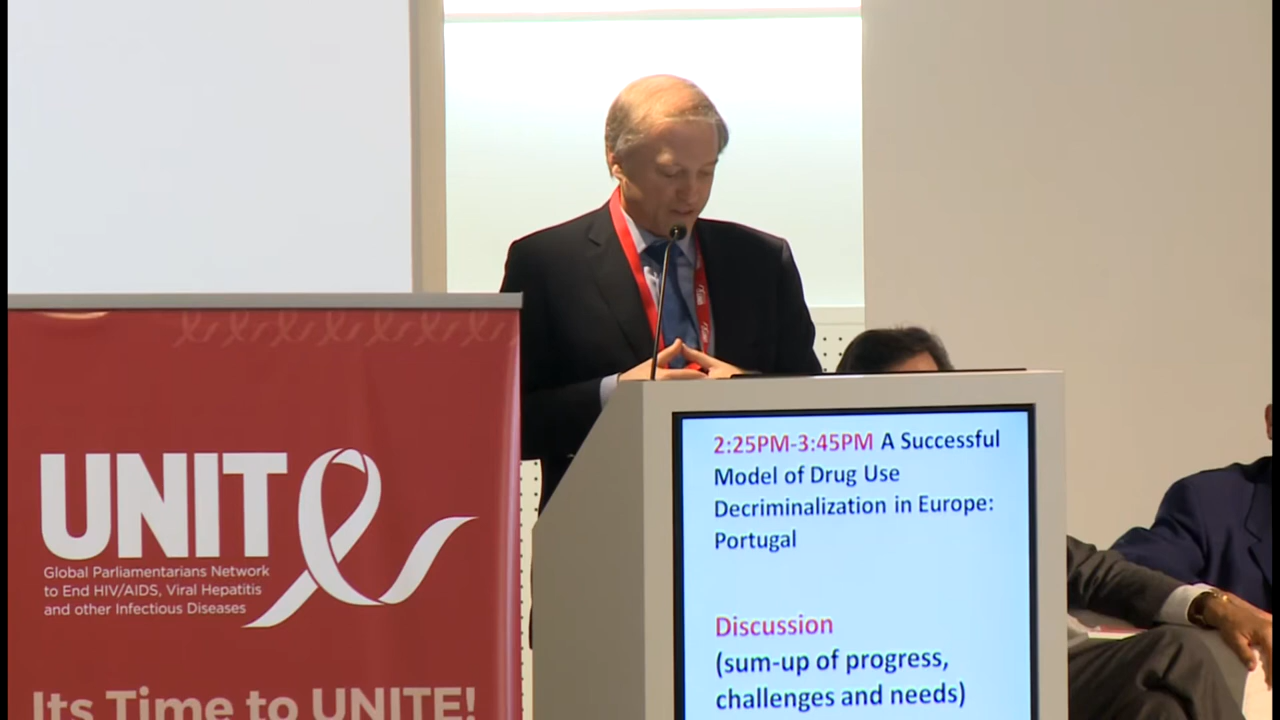 UNITE
Global Parliamentarians Network
to End HIV/AIDS, Viral Hepatitis
and other Infectious Diseases
Its Time to UNITE!
2:25PM-3:45PM A Successful
Model of Drug Use
Decriminalization in Europe:
Portugal
Discussion
(sum-up of progress,
challenges and needs)